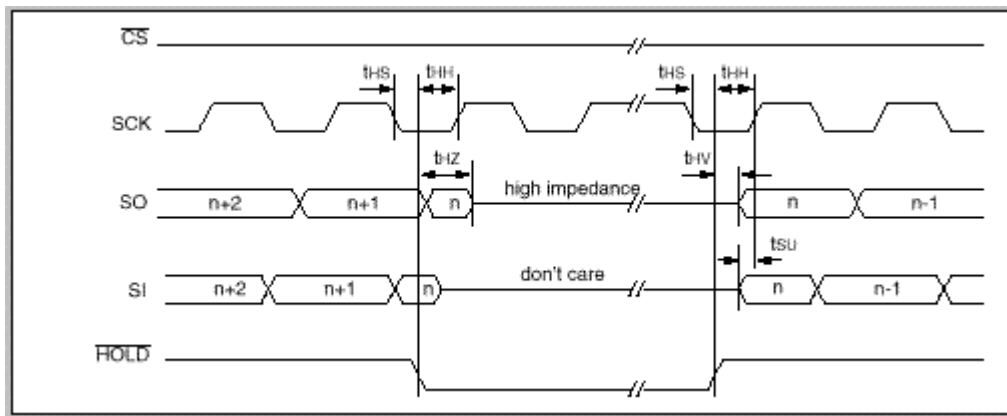 CS
tHS tHH tHS tHH
SCK
tHZ tHV
SO n+2 n+1 n high impedance n n-1
tSU
SI n+2 n+1 n don't care n n-1
HOLD